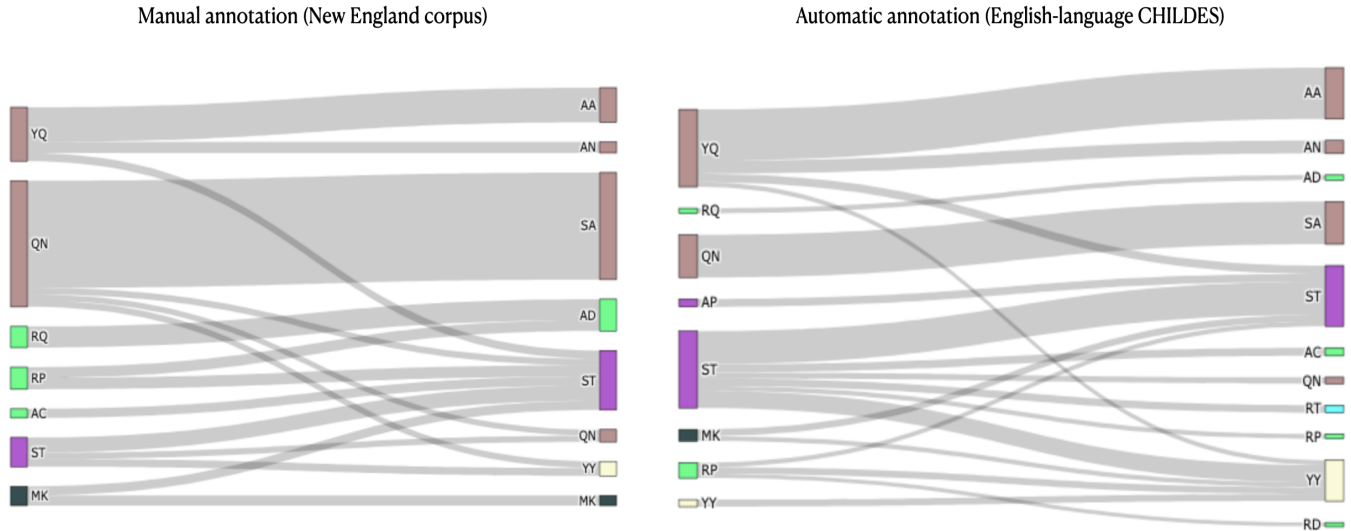 Manual annotation (New England corpus)
YQ
QN
RQ
RP
AC
ST
MK
AA
AN
SA
AD
ST
QN
YY
MK
Automatic annotation (English-language CHILDES)
YQ
RQ
QN
AP
ST
MK
RP
YY
AA
AN
AD
SA
ST
AC
QN
RT
RP
YY
RD